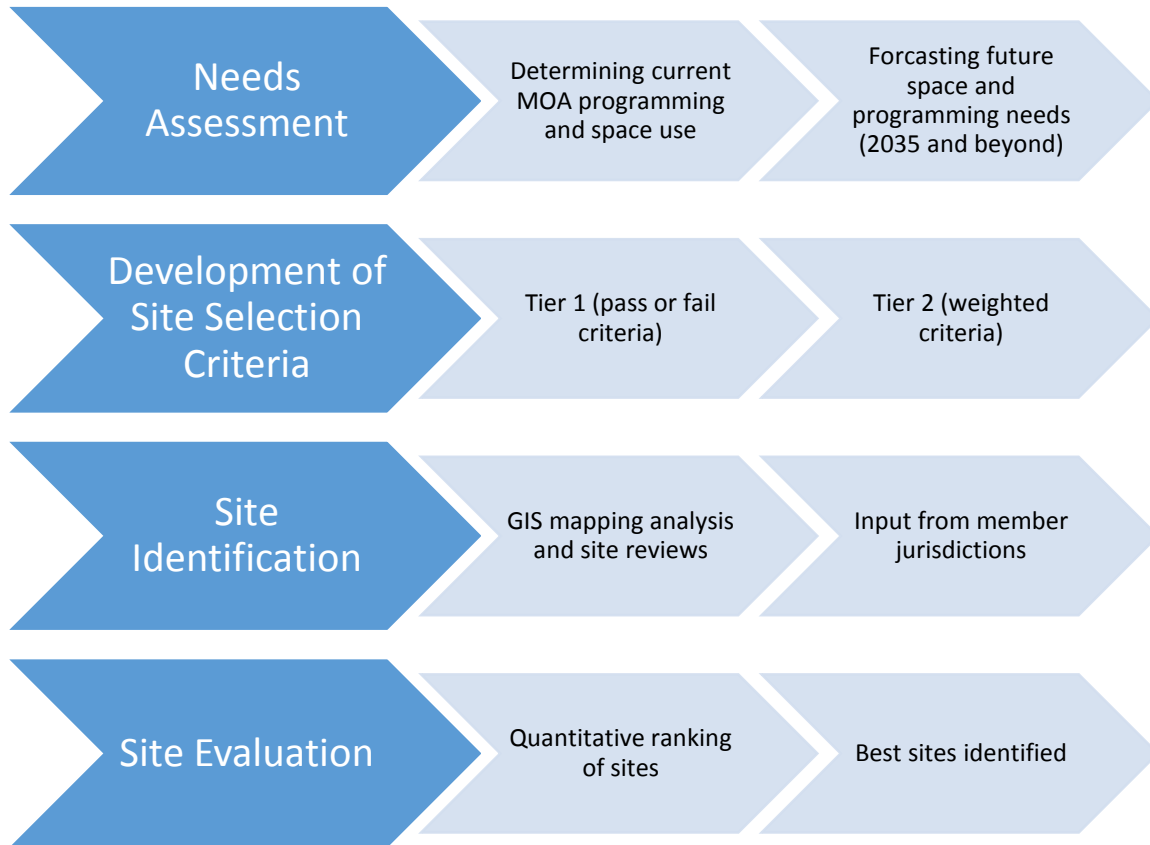 Needs
Assessment
Determining current
MOA programming
and space use
Forcasting future
space and
programming needs
(2035 and beyond)
Development of
Site Selection
Criteria
Tier 1 (pass or fail
criteria)
Tier 2 (weighted
criteria)
Site
Identification
GIS mapping analysis
and site reviews
Input from member
jurisdictions
Site Evaluation
Quantitative ranking
of sites
Best sites identified